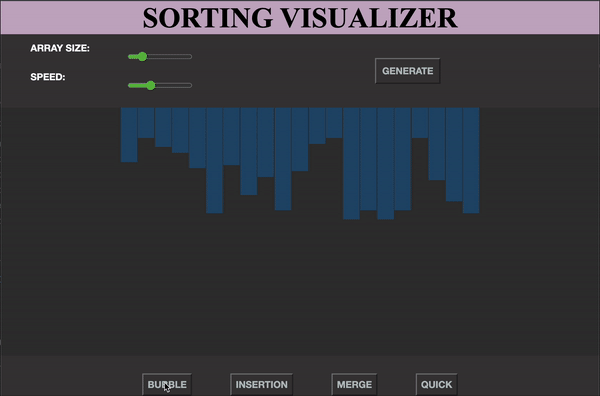 SORTING VISUALIZER
ARRAY SIZE:
SPEED:
GENERATE
BUBBLE
INSERTION
MERGE
QUICK